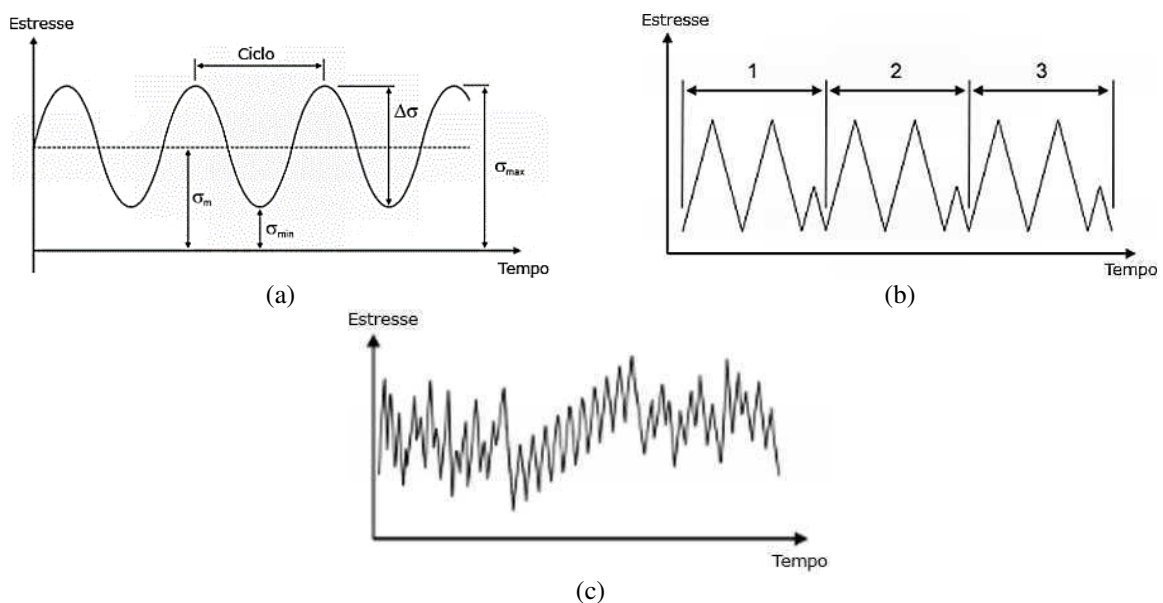 Estresse
Ciclo
Δσ
σmax
σm
σmin
Tempo
(a)
Estresse
1 2 3
Tempo
(b)
Estresse
Tempo
(c)